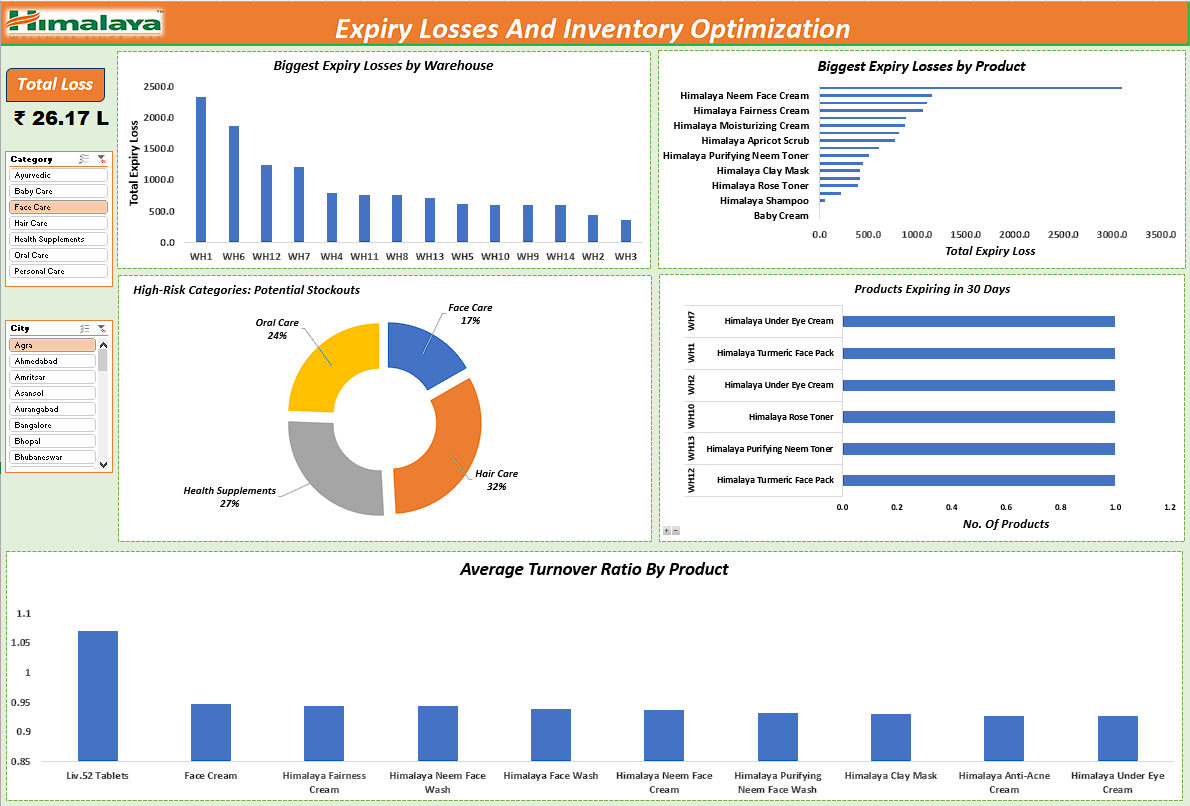 Himalaya™
Expiry Losses And Inventory Optimization
Total Loss
₹ 26.17 L
Category
Ayurvedic
Baby Care
Face Care
Hair Care
Health Supplements
Oral Care
Personal Care
City
Agra
Ahmedabad
Amritsar
Asansol
Aurangabad
Bangalore
Bhopal
Bhubaneswar
Biggest Expiry Losses by Warehouse
Total Expiry Loss
2500.0
2000.0
1500.0
1000.0
500.0
0.0
WH1 WH6 WH12 WH7 WH4 WH11 WH8 WH13 WH5 WH10 WH9 WH14 WH2 WH3
Biggest Expiry Losses by Product
Himalaya Neem Face Cream
Himalaya Fairness Cream
Himalaya Moisturizing Cream
Himalaya Apricot Scrub
Himalaya Purifying Neem Toner
Himalaya Clay Mask
Himalaya Rose Toner
Himalaya Shampoo
Baby Cream
0.0 500.0 1000.0 1500.0 2000.0 2500.0 3000.0 3500.0
Total Expiry Loss
High-Risk Categories: Potential Stockouts
Face Care
17%
Oral Care
24%
Hair Care
32%
Health Supplements
27%
Products Expiring in 30 Days
WH7 Himalaya Under Eye Cream
WH1 Himalaya Turmeric Face Pack
WH2 Himalaya Under Eye Cream
WH10 Himalaya Rose Toner
WH13 Himalaya Purifying Neem Toner
WH12 Himalaya Turmeric Face Pack
0.0 0.2 0.4 0.6 0.8 1.0 1.2
No. Of Products
+ −
Average Turnover Ratio By Product
1.1
1.05
1
0.95
0.9
0.85
Liv.52 Tablets
Face Cream
Himalaya Fairness
Cream
Himalaya Neem Face
Wash
Himalaya Face Wash
Himalaya Neem Face
Cream
Himalaya Purifying
Neem Face Wash
Himalaya Clay Mask
Himalaya Anti-Acne
Cream
Himalaya Under Eye
Cream